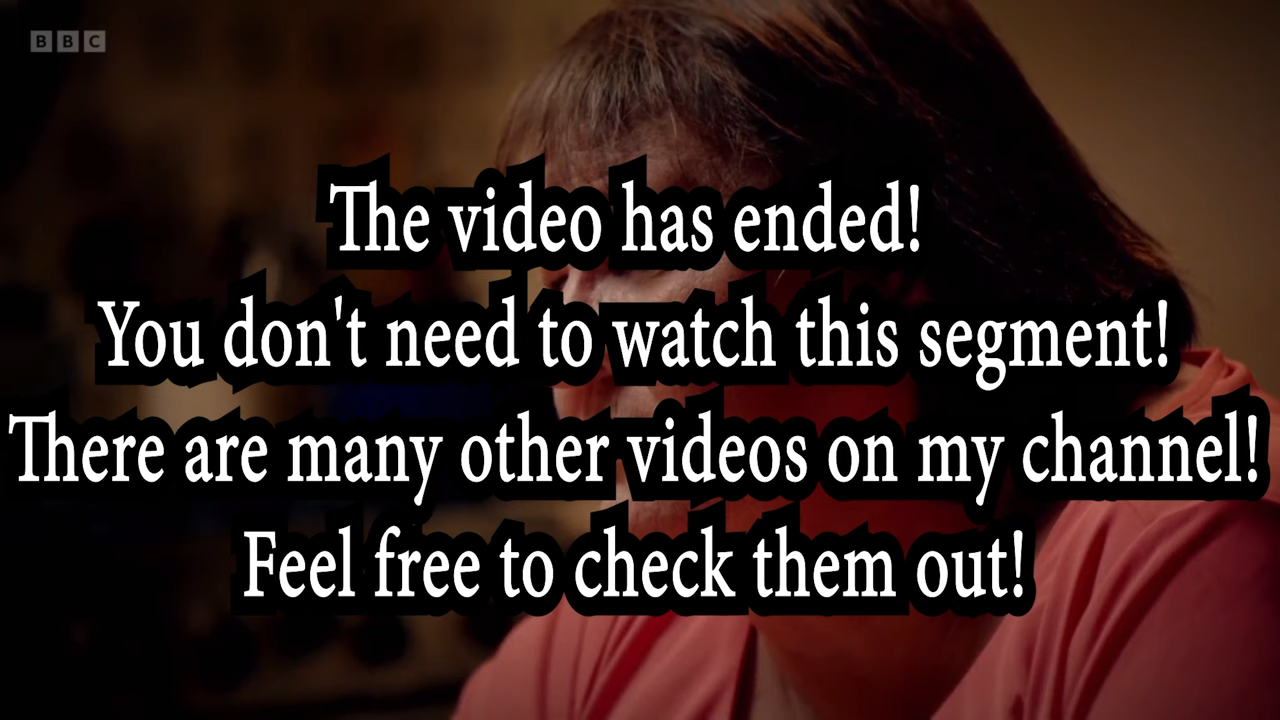 BBC
The video has ended!
You don't need to watch this segment!
There are many other videos on my channel!
Feel free to check them out!